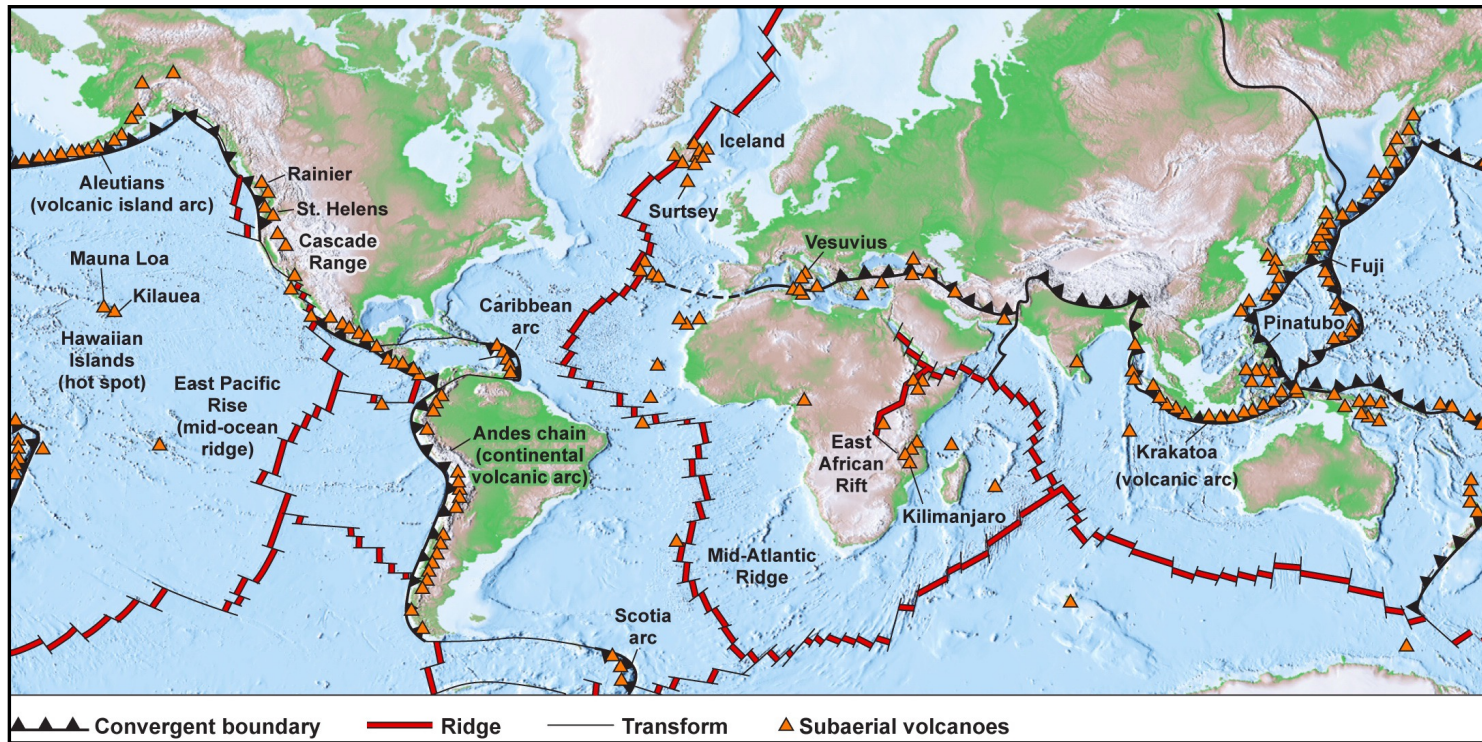 Iceland
Surtsey
Rainier
Aleutians
(volcanic island arc)
St. Helens
Cascade
Range
Mauna Loa
Kilauea
Hawaiian
Islands
(hot spot)
East Pacific
Rise
(mid-ocean
ridge)
Caribbean
arc
Vesuvius
Fuji
Pinatubo
Andes chain
(continental
volcanic arc)
East
African
Rift
Kilimanjaro
Krakatoa
(volcanic arc)
Mid-Atlantic
Ridge
Scotia
arc
Convergent boundary
Ridge
Transform
Subaerial volcanoes